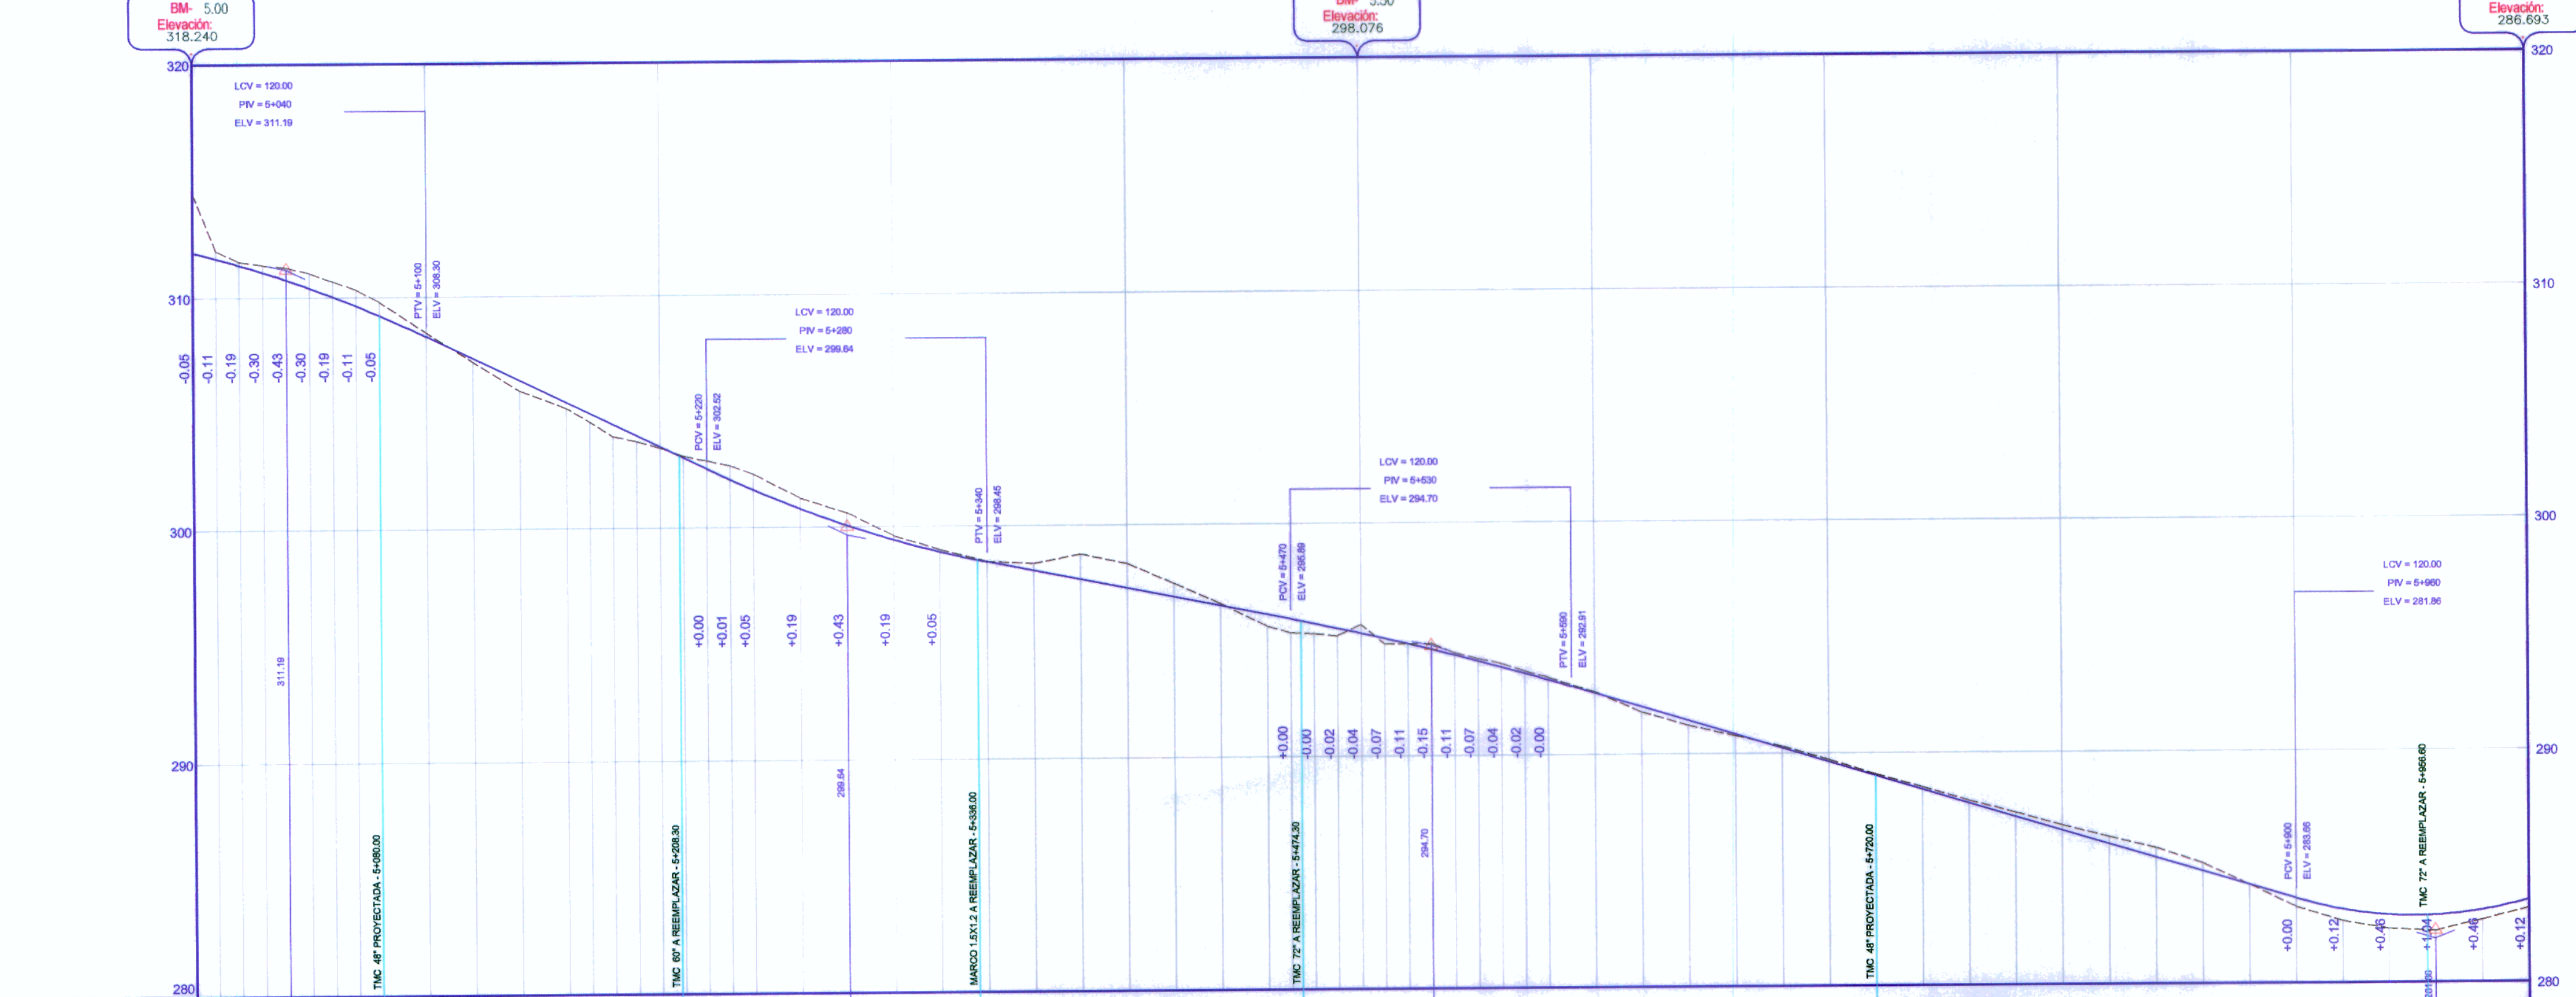 BM- 5.00
Elevación:
318.240
BM- 5.50
Elevación:
298.076
Elevación:
286.693
320
320
LCV = 120.00
PIV = 5+040
ELV = 311.19
PTV = 5+100
ELV = 308.30
310
310
-0.05
-0.11
-0.19
-0.30
-0.43
-0.30
-0.19
-0.11
-0.05
311.19
LCV = 120.00
PIV = 5+280
ELV = 299.64
PCV = 5+220
ELV = 302.52
PTV = 5+340
ELV = 298.45
300
300
+0.00
+0.01
+0.05
+0.19
+0.43
+0.19
+0.05
299.64
LCV = 120.00
PIV = 5+530
ELV = 294.70
PCV = 5+470
ELV = 295.89
PTV = 5+590
ELV = 292.91
+0.00
-0.00
-0.02
-0.04
-0.07
-0.11
-0.15
-0.11
-0.07
-0.04
-0.02
-0.00
294.70
290
290
LCV = 120.00
PIV = 5+960
ELV = 281.86
PCV = 5+900
ELV = 283.66
+0.00
+0.12
+0.46
+1.04
+0.46
+0.12
TMC 48" PROYECTADA - 5+080.00
TMC 60" A REEMPLAZAR - 5+208.30
MARCO 1.5X1.2 A REEMPLAZAR - 5+336.00
TMC 72" A REEMPLAZAR - 5+474.30
TMC 48" PROYECTADA - 5+720.00
TMC 72" A REEMPLAZAR - 5+956.60
280
280